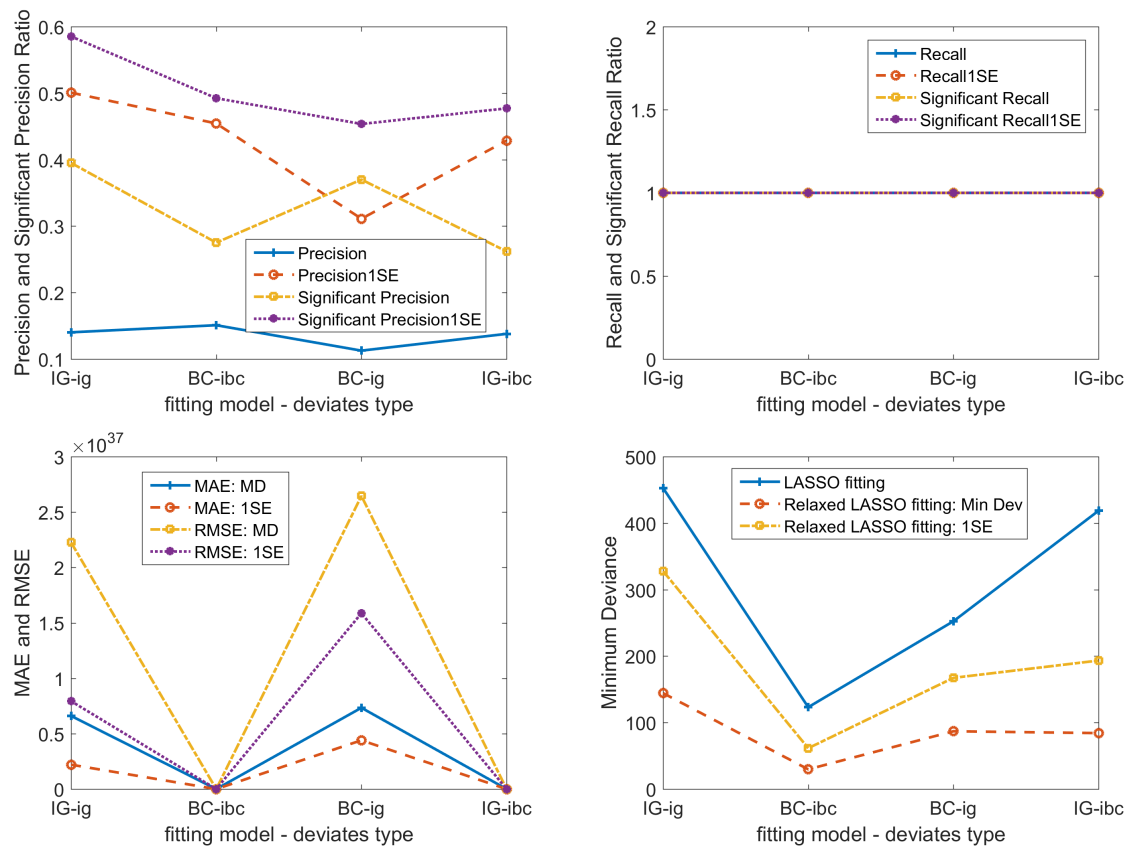 Precision and Significant Precision Ratio
0.6
0.5
0.4
0.3
0.2
0.1
Precision
Precision1SE
Significant Precision
Significant Precision1SE
IG-ig BC-ibc BC-ig IG-ibc
fitting model - deviates type
Recall and Significant Recall Ratio
2
1.5
1
0.5
0
Recall
Recall1SE
Significant Recall
Significant Recall1SE
IG-ig BC-ibc BC-ig IG-ibc
fitting model - deviates type
×10^37
MAE and RMSE
3
2.5
2
1.5
1
0.5
0
MAE: MD
MAE: 1SE
RMSE: MD
RMSE: 1SE
IG-ig BC-ibc BC-ig IG-ibc
fitting model - deviates type
Minimum Deviance
500
400
300
200
100
0
LASSO fitting
Relaxed LASSO fitting: Min Dev
Relaxed LASSO fitting: 1SE
IG-ig BC-ibc BC-ig IG-ibc
fitting model - deviates type